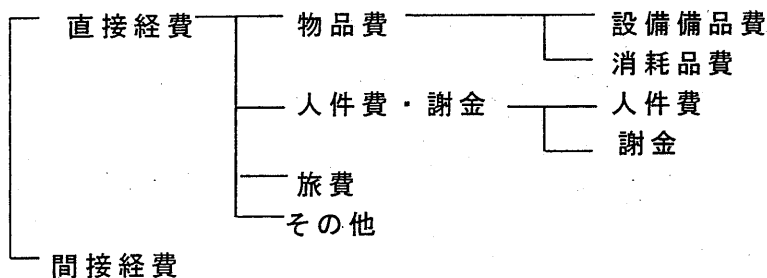 直接経費 物品費 設備備品費
消耗品費
人件費・謝金 人件費
謝金
旅費
その他
間接経費